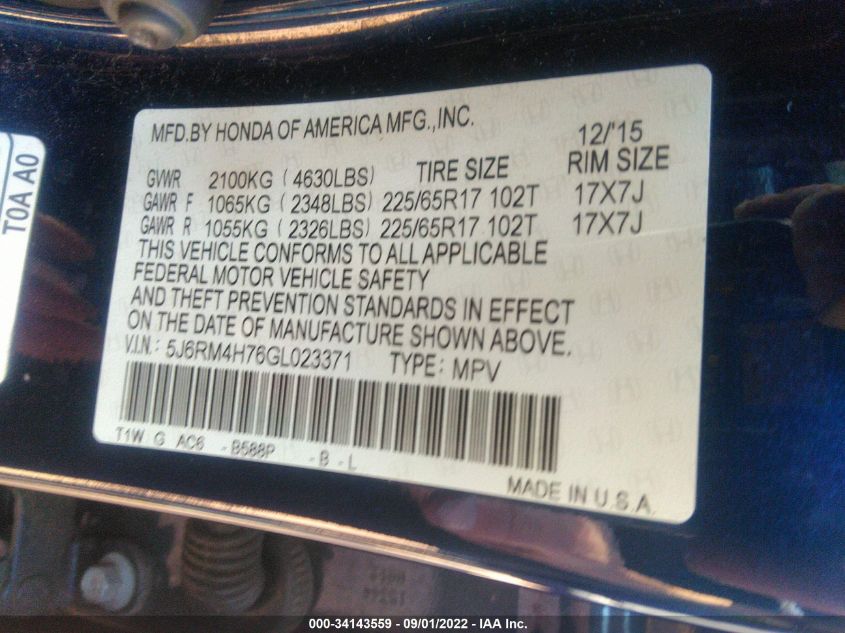 MFD.BY HONDA OF AMERICA MFG.,INC. 12/'15
GVWR 2100KG (4630LBS) TIRE SIZE RIM SIZE
GAWR F 1065KG (2348LBS) 225/65R17 102T 17X7J
GAWR R 1055KG (2326LBS) 225/65R17 102T 17X7J
THIS VEHICLE CONFORMS TO ALL APPLICABLE
FEDERAL MOTOR VEHICLE SAFETY
AND THEFT PREVENTION STANDARDS IN EFFECT
ON THE DATE OF MANUFACTURE SHOWN ABOVE.
V.I.N.: 5J6RM4H76GL023371 TYPE: MPV
T1W G AC6 -B588P -B-L
MADE IN U.S.A.
T0A A0
000-34143559 - 09/01/2022 - IAA Inc.